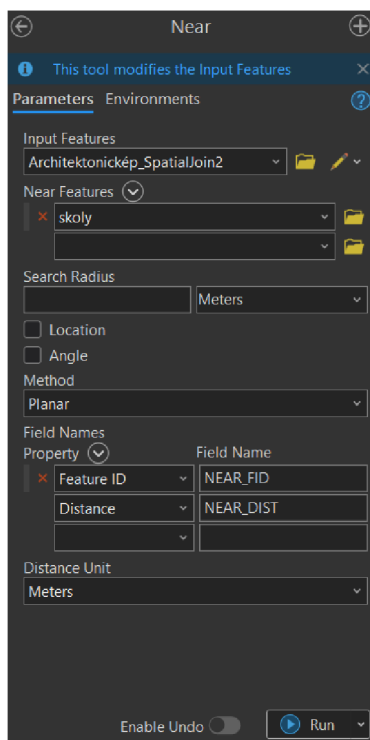 Near
This tool modifies the Input Features
Parameters Environments
Input Features
Architektonickép_SpatialJoin2
Near Features
skoly
Search Radius
Meters
Location
Angle
Method
Planar
Field Names
Property Field Name
Feature ID NEAR_FID
Distance NEAR_DIST
Distance Unit
Meters
Enable Undo Run